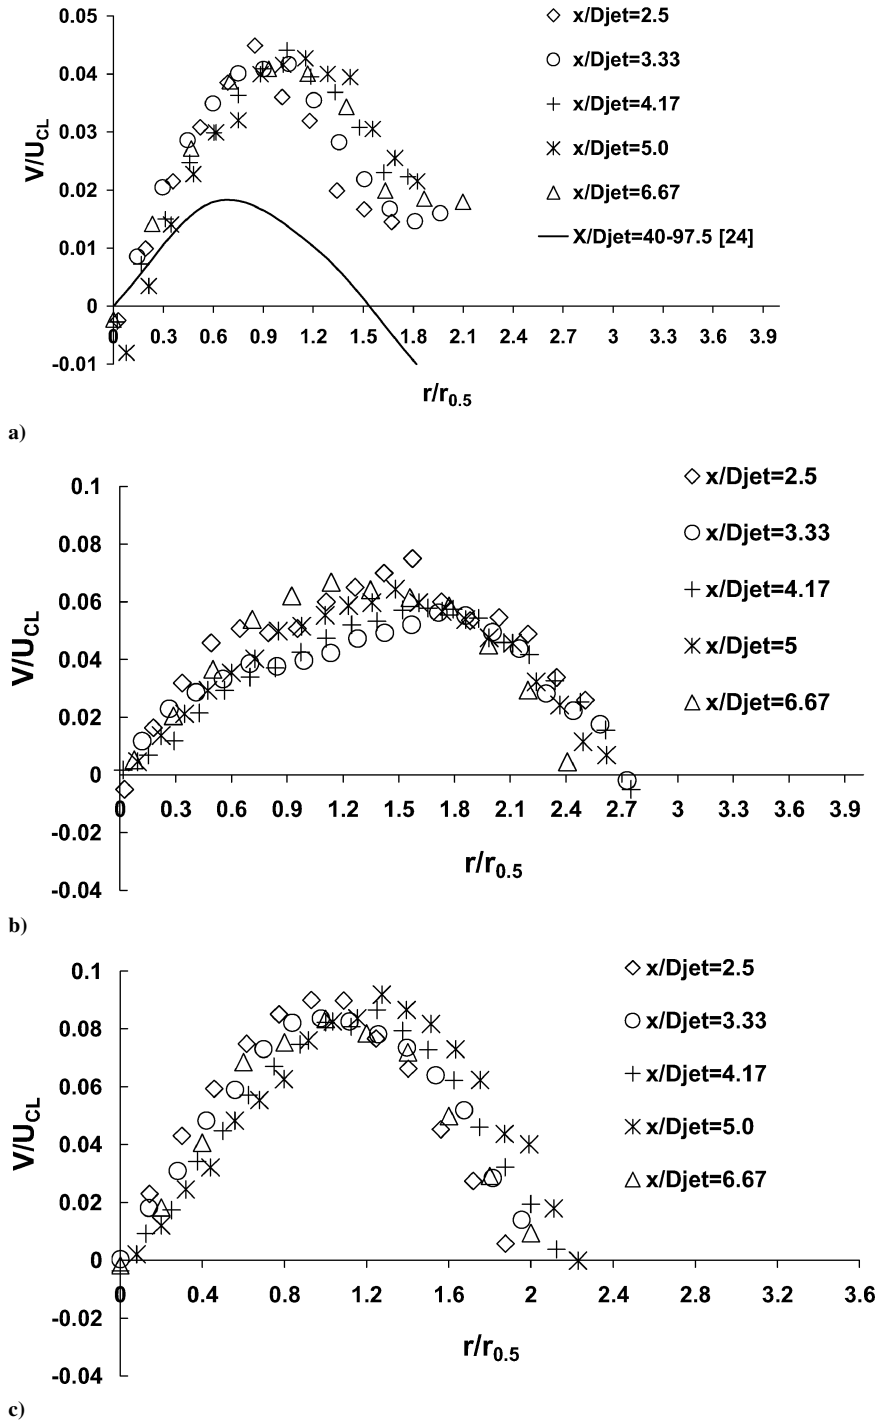 0.05
0.04
0.03
0.02
0.01
0
-0.01
V/U_CL
0 0.3 0.6 0.9 1.2 1.5 1.8 2.1 2.4 2.7 3 3.3 3.6 3.9
r/r_0.5
x/Djet=2.5
x/Djet=3.33
x/Djet=4.17
x/Djet=5.0
x/Djet=6.67
X/Djet=40-97.5 [24]
a)
0.1
0.08
0.06
0.04
0.02
0
-0.02
-0.04
V/U_CL
0 0.3 0.6 0.9 1.2 1.5 1.8 2.1 2.4 2.7 3 3.3 3.6 3.9
r/r_0.5
x/Djet=2.5
x/Djet=3.33
x/Djet=4.17
x/Djet=5
x/Djet=6.67
b)
0.1
0.08
0.06
0.04
0.02
0
-0.02
-0.04
V/U_CL
0 0.4 0.8 1.2 1.6 2 2.4 2.8 3.2 3.6
r/r_0.5
x/Djet=2.5
x/Djet=3.33
x/Djet=4.17
x/Djet=5.0
x/Djet=6.67
c)